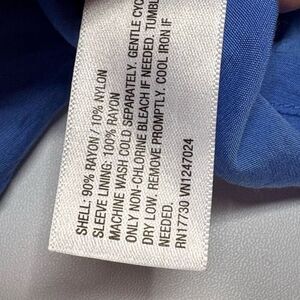 SHELL: 90% RAYON / 10% NYLON
SLEEVE LINING: 100% RAYON
MACHINE WASH COLD SEPARATELY. GENTLE CYC
ONLY NON-CHLORINE BLEACH IF NEEDED. TUMBL
DRY LOW. REMOVE PROMPTLY. COOL IRON IF
NEEDED.
RN17730 VN1247024